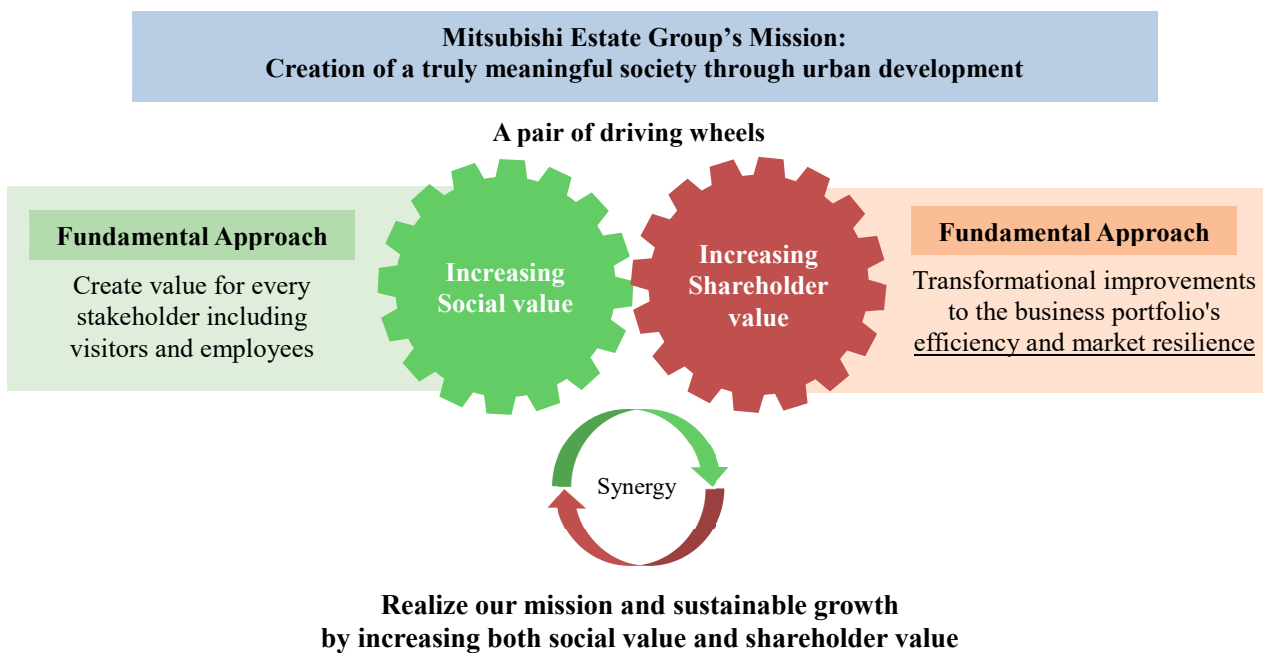 Mitsubishi Estate Group's Mission:
Creation of a truly meaningful society through urban development
A pair of driving wheels
Fundamental Approach
Create value for every
stakeholder including
visitors and employees
Increasing
Social value
Increasing
Shareholder
value
Fundamental Approach
Transformational improvements
to the business portfolio's
efficiency and market resilience
Synergy
Realize our mission and sustainable growth
by increasing both social value and shareholder value